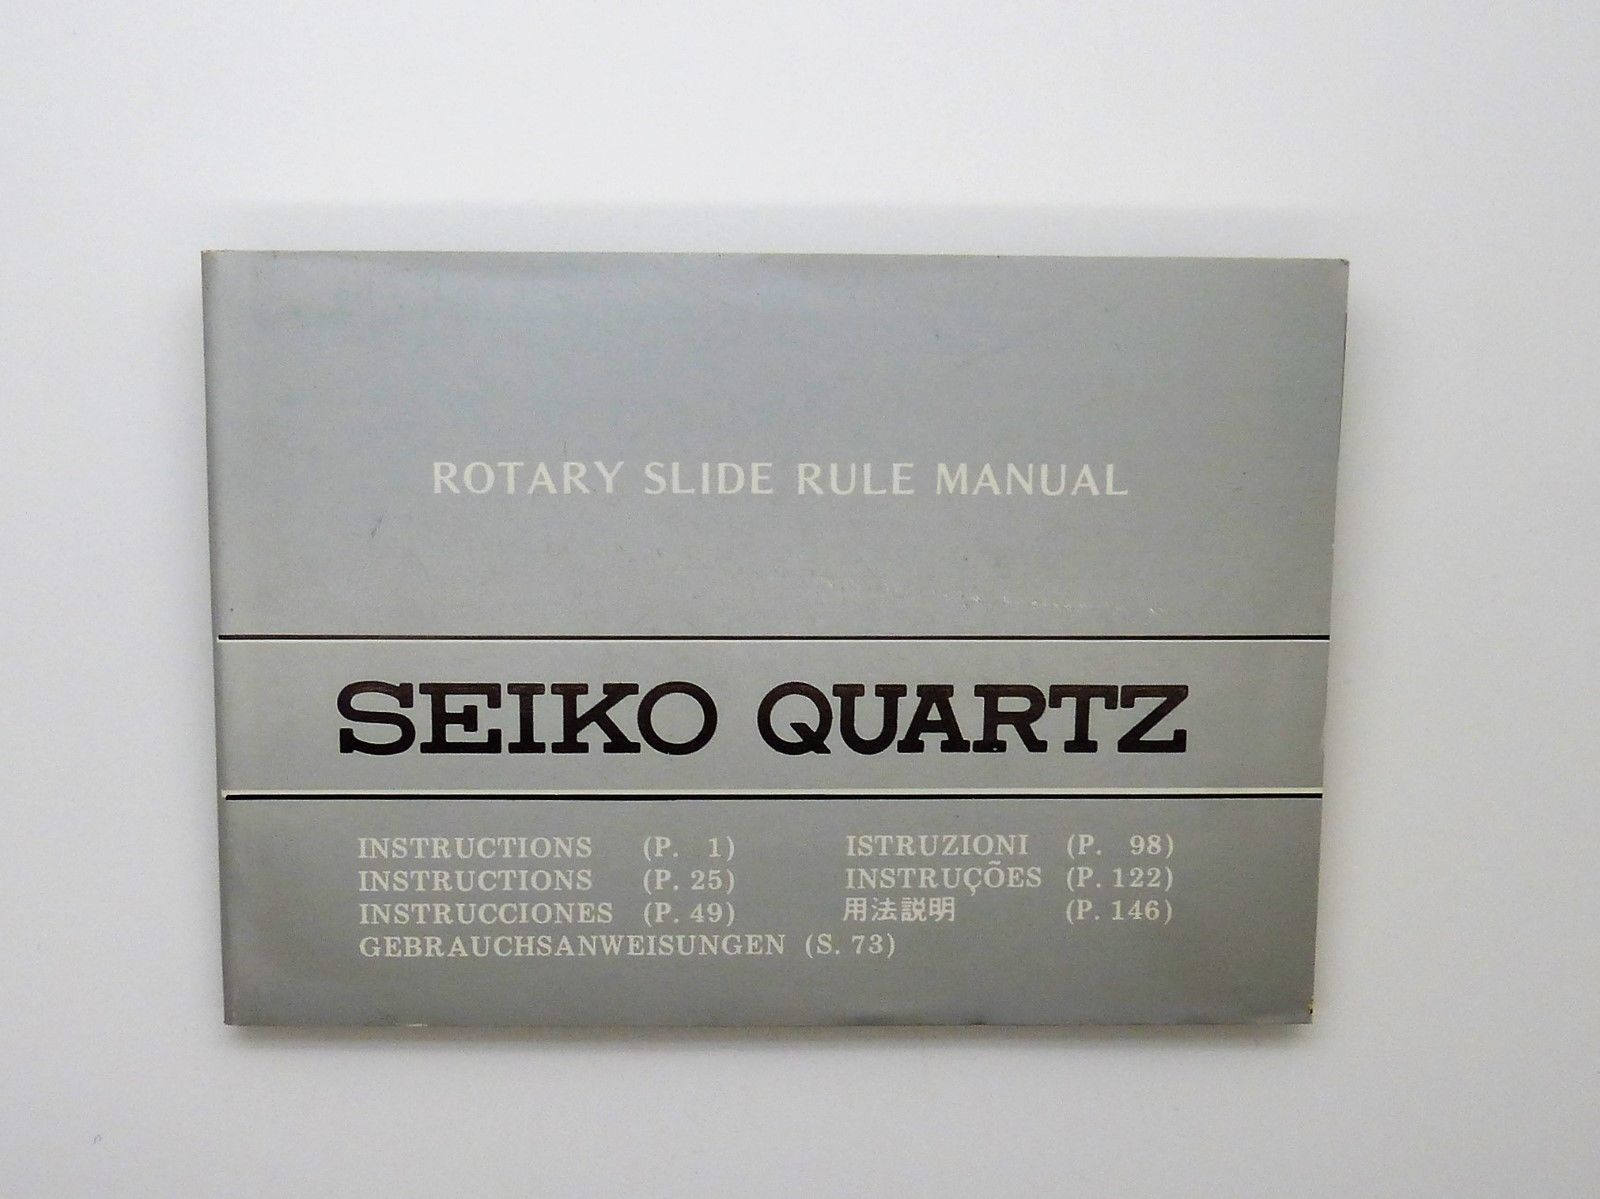 ROTARY SLIDE RULE MANUAL
SEIKO QUARTZ
INSTRUCTIONS (P. 1)
INSTRUCTIONS (P. 25)
INSTRUCCIONES (P. 49)
GEBRAUCHSANWEISUNGEN (S. 73)
ISTRUZIONI (P. 98)
INSTRUÇÕES (P. 122)
用法説明 (P. 146)